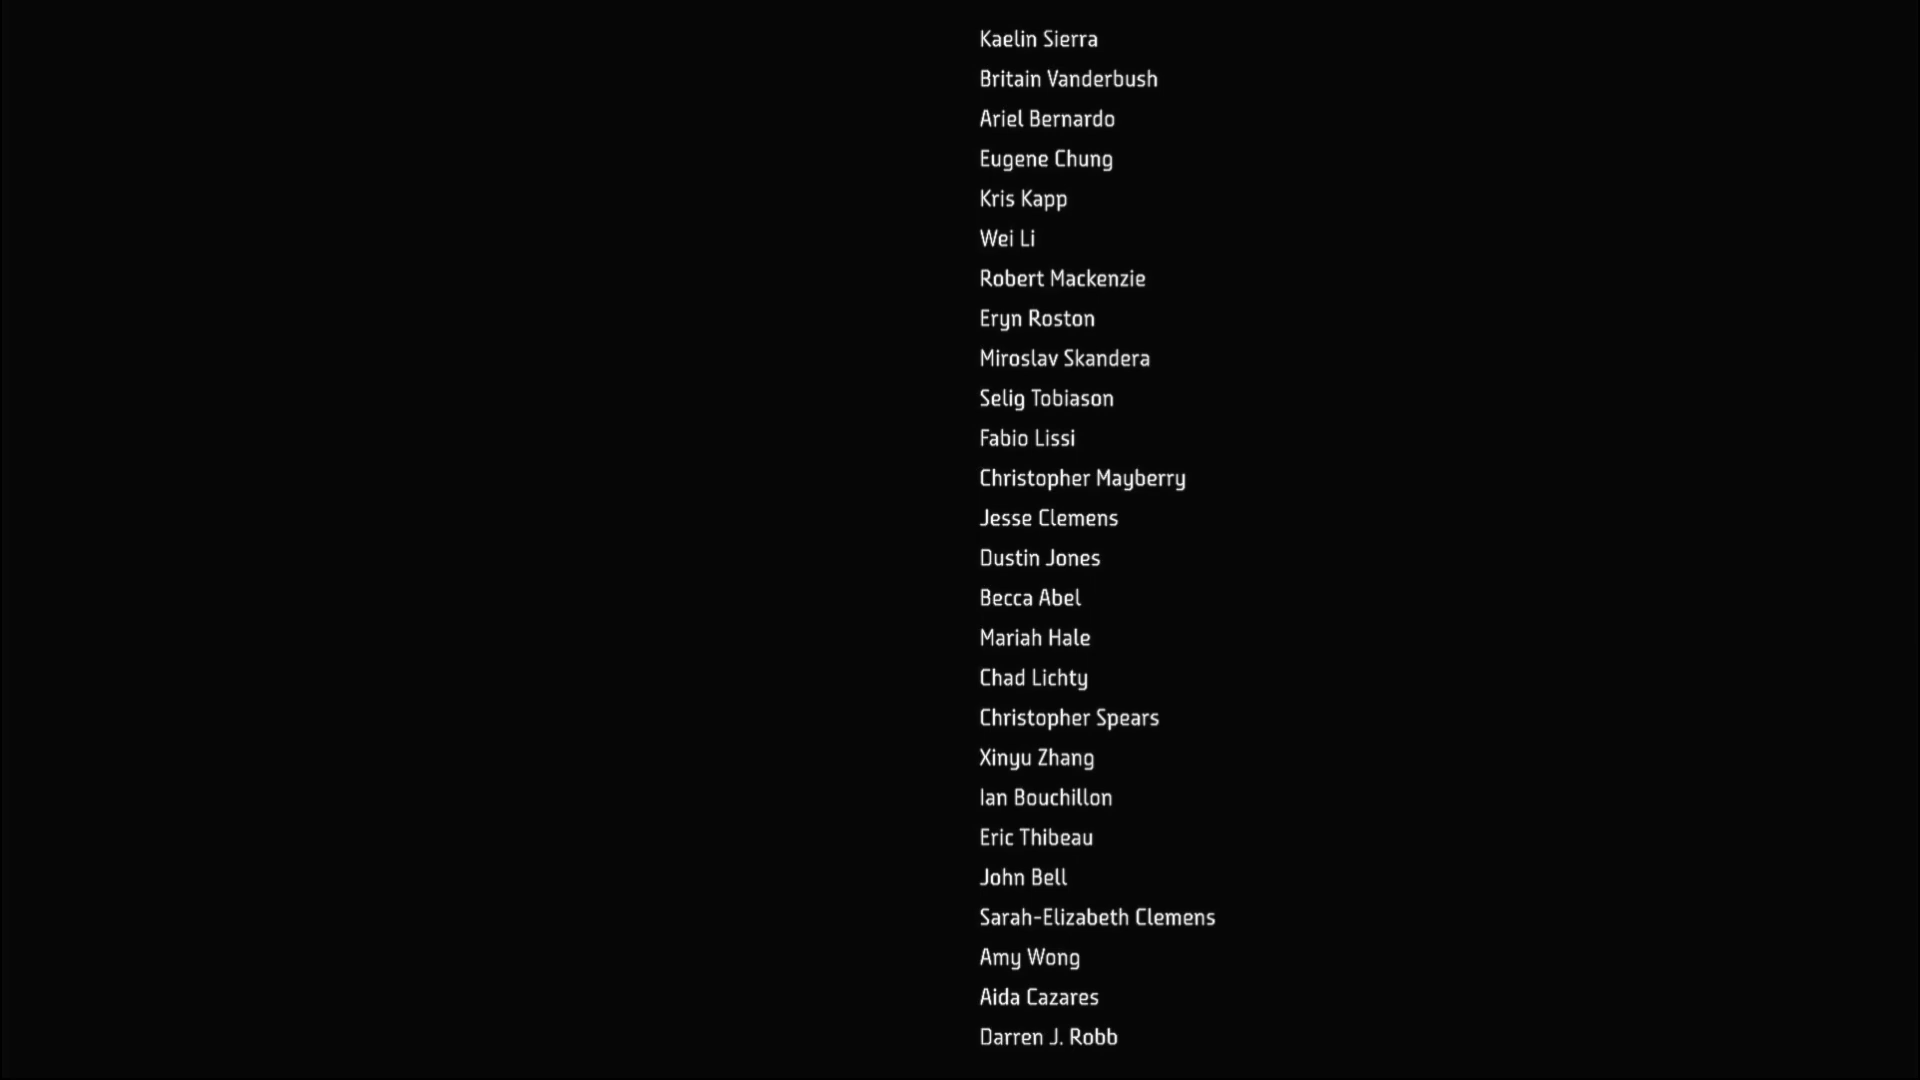 Kaelin Sierra
Britain Vanderbush
Ariel Bernardo
Eugene Chung
Kris Kapp
Wei Li
Robert Mackenzie
Eryn Roston
Miroslav Skandera
Selig Tobiason
Fabio Lissi
Christopher Mayberry
Jesse Clemens
Dustin Jones
Becca Abel
Mariah Hale
Chad Lichty
Christopher Spears
Xinyu Zhang
Ian Bouchillon
Eric Thibeau
John Bell
Sarah-Elizabeth Clemens
Amy Wong
Aida Cazares
Darren J. Robb